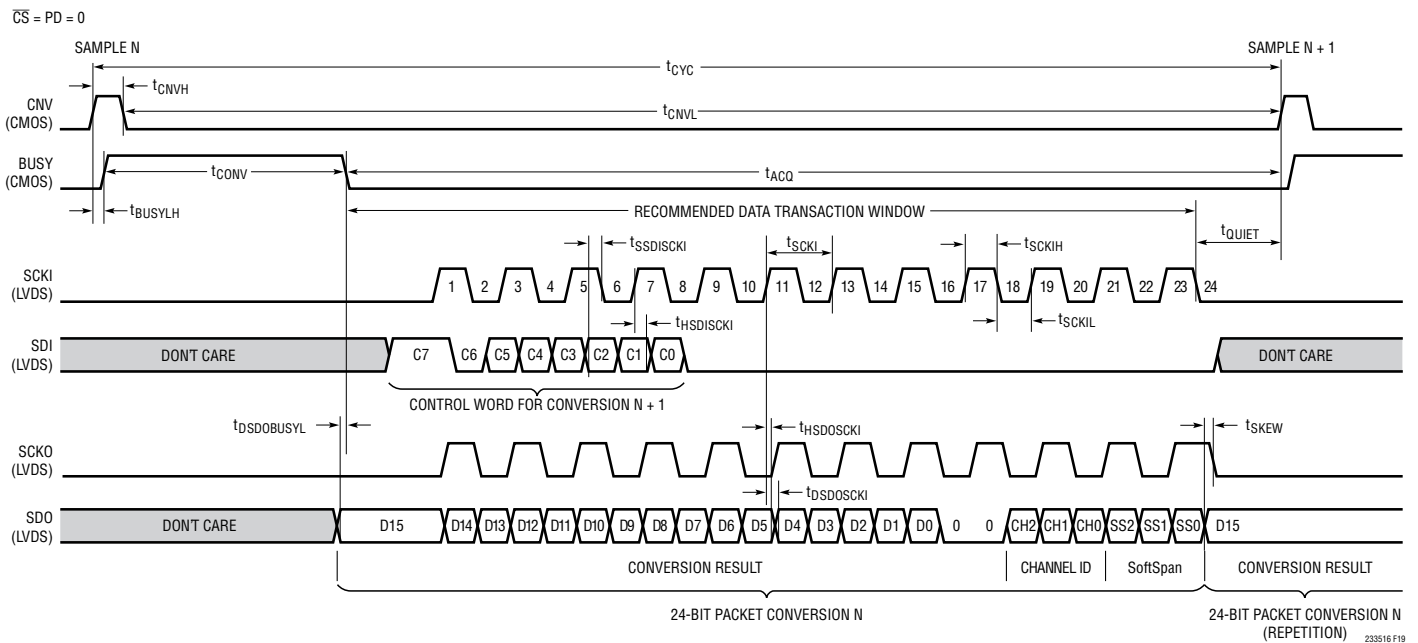 CS = PD = 0
SAMPLE N
SAMPLE N + 1
tCYC
tCNVH
CNV
(CMOS)
tCNVL
BUSY
(CMOS)
tCONV
tACQ
tBUSYLH
RECOMMENDED DATA TRANSACTION WINDOW
tQUIET
tSSDISCKI
tSCKI
tSCKIH
SCKI
(LVDS)
1 2 3 4 5 6 7 8 9 10 11 12 13 14 15 16 17 18 19 20 21 22 23 24
tHSDISCKI
tSCKIL
SDI
(LVDS)
DON'T CARE C7 C6 C5 C4 C3 C2 C1 C0 DON'T CARE
CONTROL WORD FOR CONVERSION N + 1
tDSDOBUSYL
tHSDOSCKI
tSKEW
SCKO
(LVDS)
tDSDOSCKI
SDO
(LVDS)
DON'T CARE D15 D14 D13 D12 D11 D10 D9 D8 D7 D6 D5 D4 D3 D2 D1 D0 0 0 CH2 CH1 CH0 SS2 SS1 SS0 D15
CONVERSION RESULT CHANNEL ID SoftSpan CONVERSION RESULT
24-BIT PACKET CONVERSION N
24-BIT PACKET CONVERSION N
(REPETITION)
233516 F19